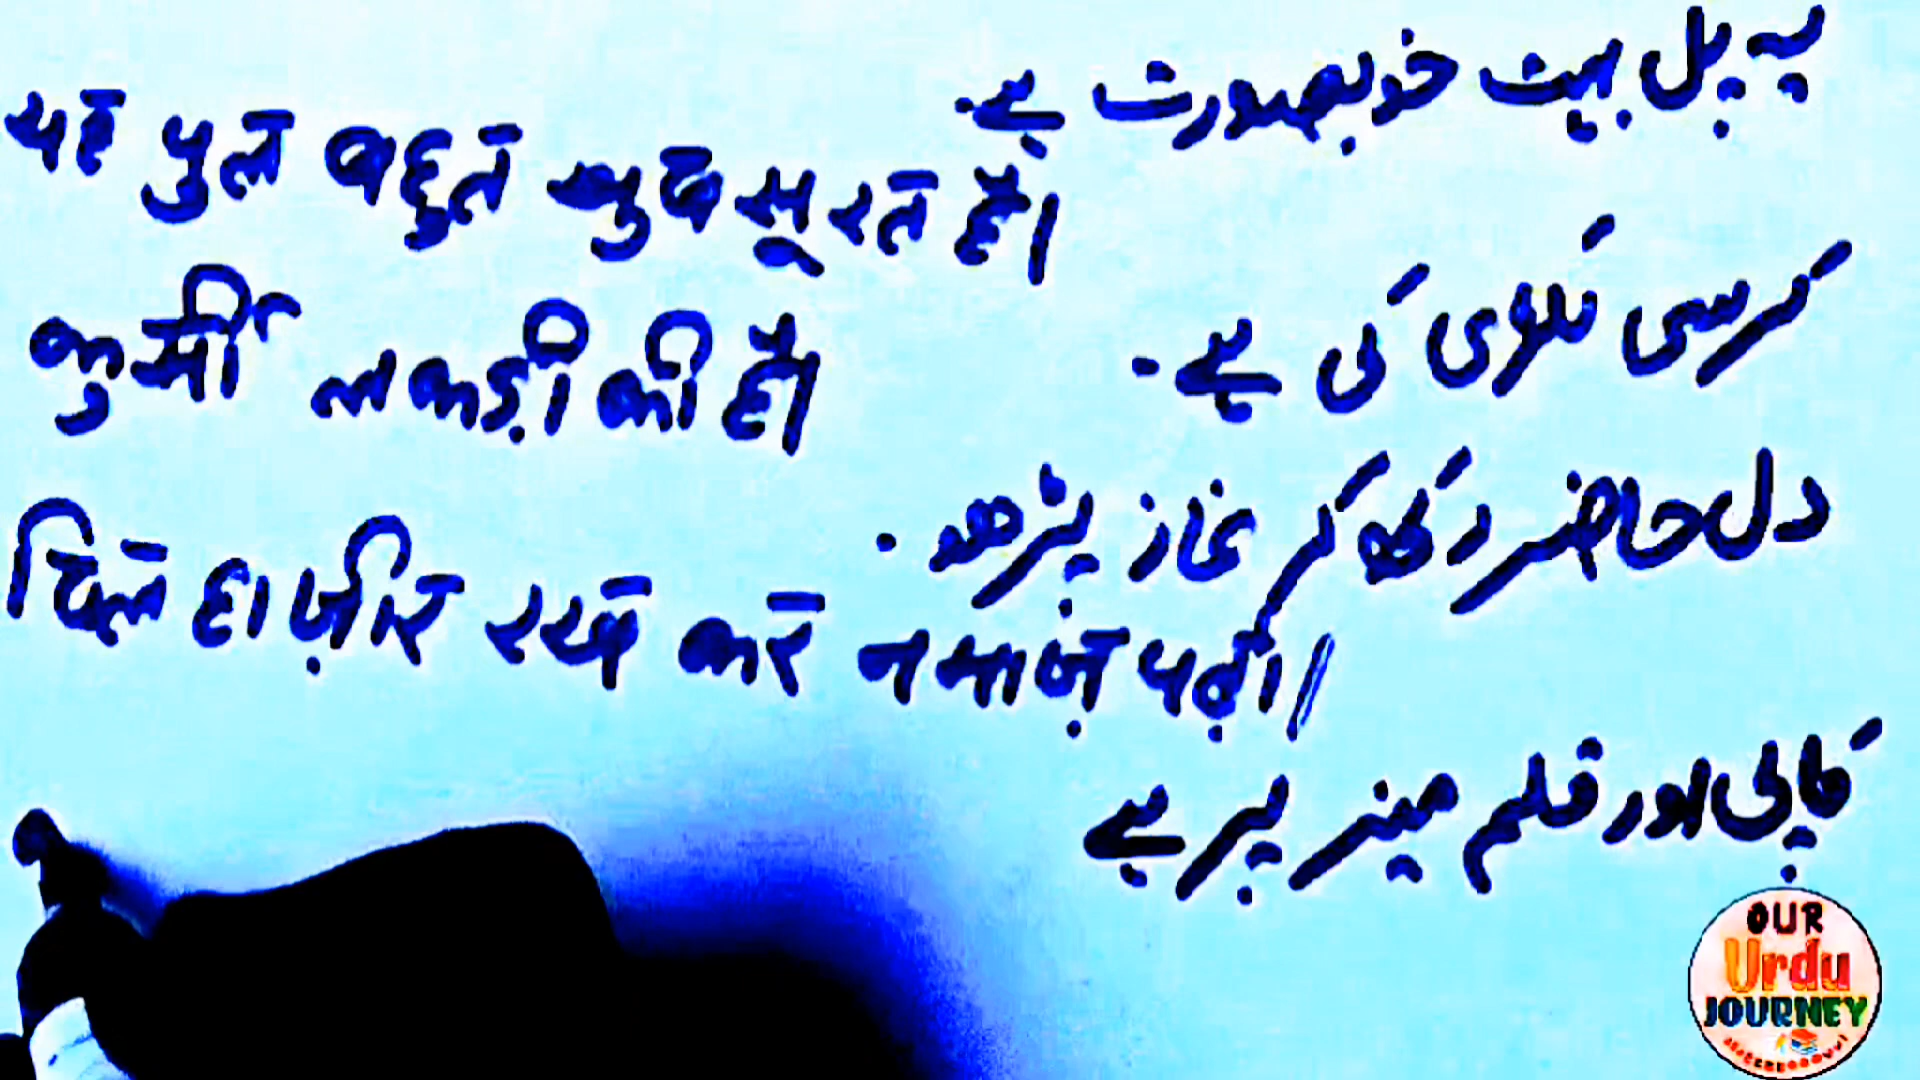 یہ پل بہت خوبصورت ہے۔
यह पुल बहुत खुबसूरत है।
کرسی لکڑی کی ہے۔
कुर्सी लकड़ी की है।
دل حاضر رکھ کر نماز پڑھو۔
दिल हाज़ीर रख कर नमाज़ पढ़ो।
کاپی اور قلم میز پر ہے
OUR
Urdu
JOURNEY